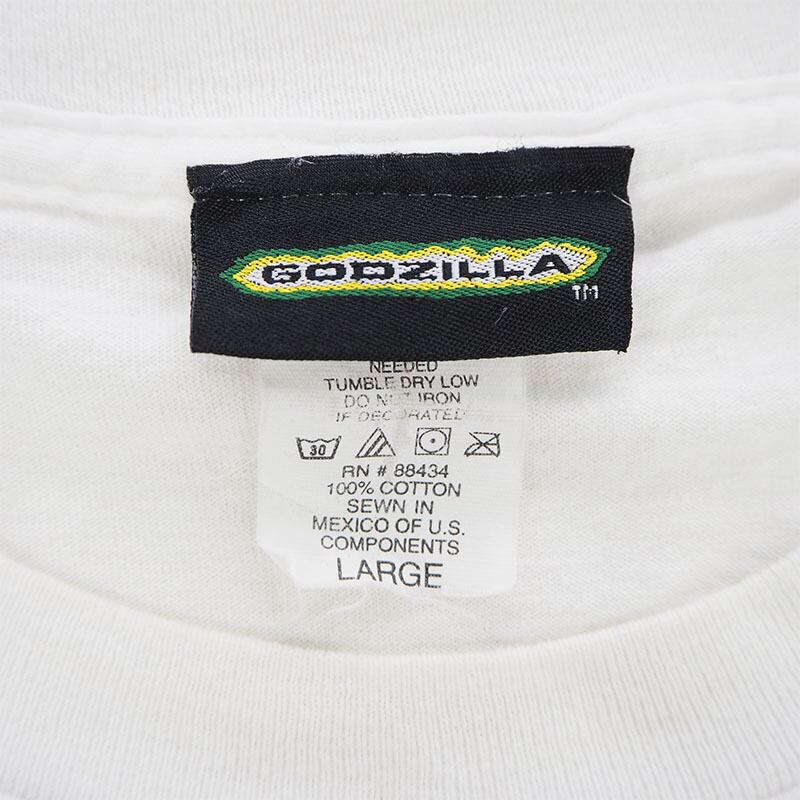 GODZILLA
TM
NEEDED
TUMBLE DRY LOW
DO NOT IRON
IF DECORATED
30
RN # 88434
100% COTTON
SEWN IN
MEXICO OF U.S.
COMPONENTS
LARGE